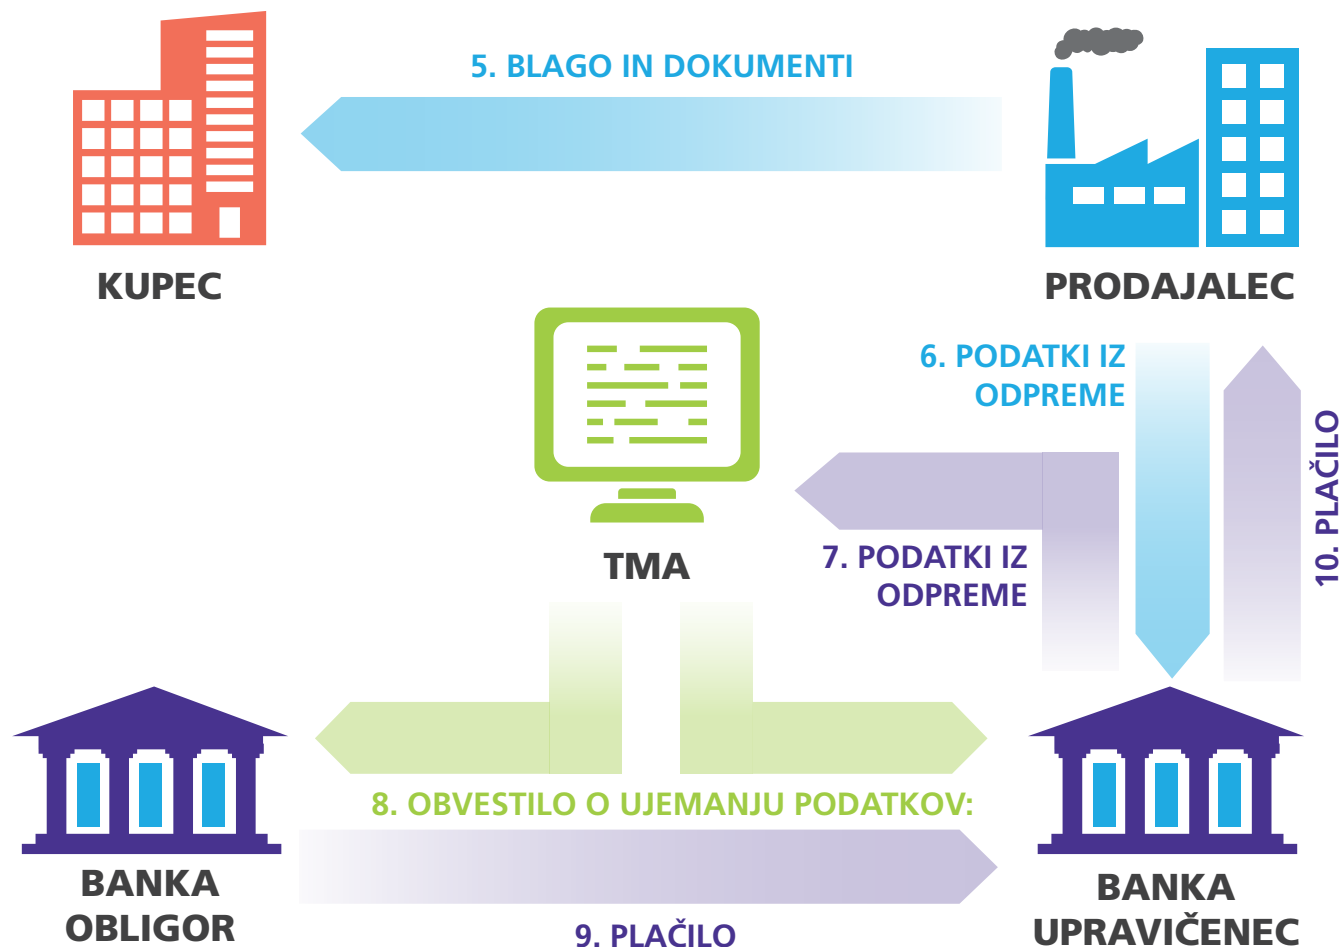 5. BLAGO IN DOKUMENTI
KUPEC
PRODAJALEC
6. PODATKI IZ
ODPREME
10. PLAČILO
TMA
7. PODATKI IZ
ODPREME
8. OBVESTILO O UJEMANJU PODATKOV:
BANKA
OBLIGOR
9. PLAČILO
BANKA
UPRAVIČENEC